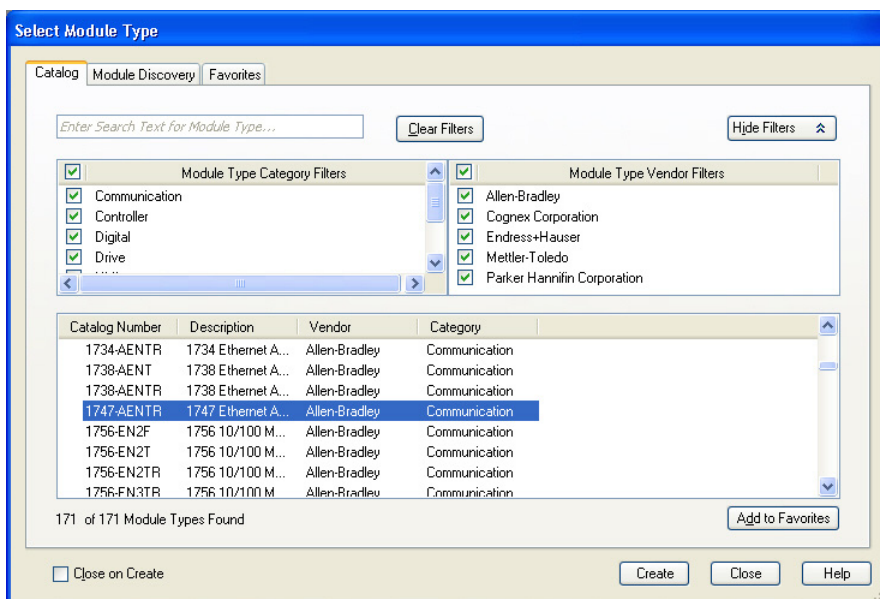 Select Module Type
Catalog Module Discovery Favorites
Enter Search Text for Module Type...
Clear Filters
Hide Filters
Module Type Category Filters
Communication
Controller
Digital
Drive
Module Type Vendor Filters
Allen-Bradley
Cognex Corporation
Endress+Hauser
Mettler-Toledo
Parker Hannifin Corporation
Catalog Number Description Vendor Category
1734-AENTR 1734 Ethernet A... Allen-Bradley Communication
1738-AENT 1738 Ethernet A... Allen-Bradley Communication
1738-AENTR 1738 Ethernet A... Allen-Bradley Communication
1747-AENTR 1747 Ethernet A... Allen-Bradley Communication
1756-EN2F 1756 10/100 M... Allen-Bradley Communication
1756-EN2T 1756 10/100 M... Allen-Bradley Communication
1756-EN2TR 1756 10/100 M... Allen-Bradley Communication
1756-EN3TR 1756 10/100 M... Allen-Bradley Communication
171 of 171 Module Types Found
Add to Favorites
Close on Create
Create Close Help